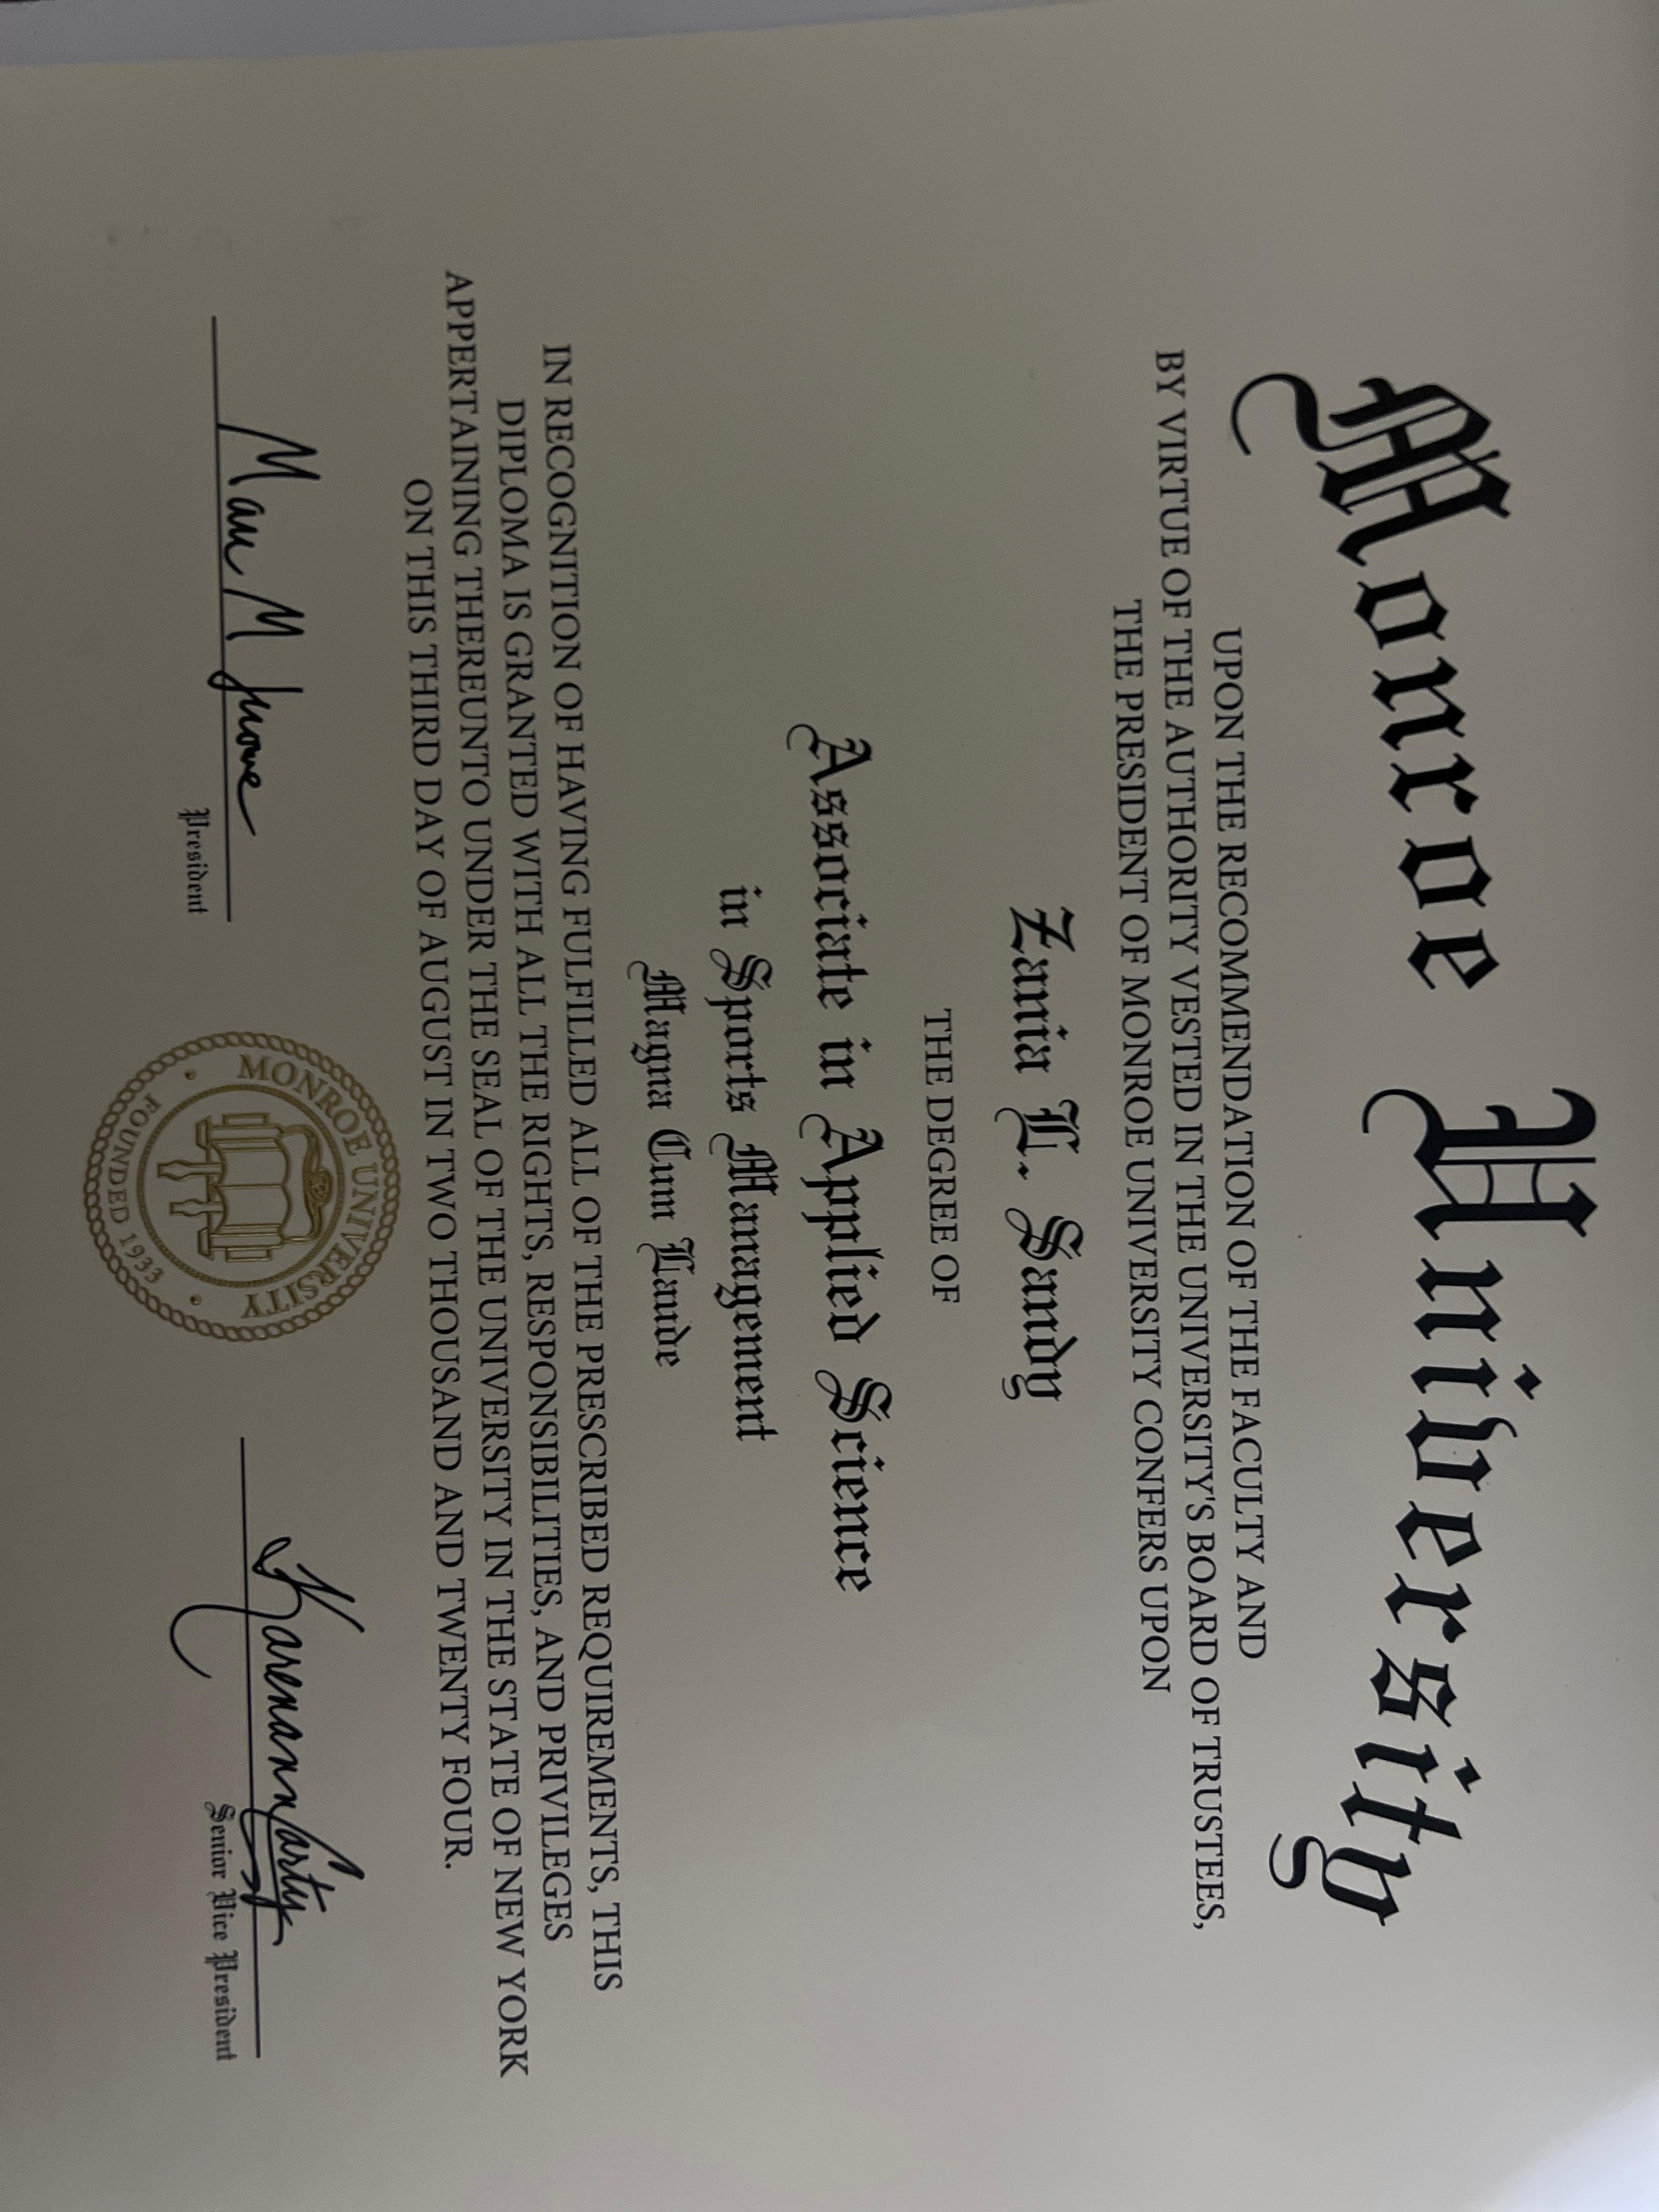 Monroe University
UPON THE RECOMMENDATION OF THE FACULTY AND
BY VIRTUE OF THE AUTHORITY VESTED IN THE UNIVERSITY'S BOARD OF TRUSTEES,
THE PRESIDENT OF MONROE UNIVERSITY CONFERS UPON
Zania L. Sandy
THE DEGREE OF
Associate in Applied Science
in Sports Management
Magna Cum Laude
IN RECOGNITION OF HAVING FULFILLED ALL OF THE PRESCRIBED REQUIREMENTS, THIS
DIPLOMA IS GRANTED WITH ALL THE RIGHTS, RESPONSIBILITIES, AND PRIVILEGES
APPERTAINING THEREUNTO UNDER THE SEAL OF THE UNIVERSITY IN THE STATE OF NEW YORK
ON THIS THIRD DAY OF AUGUST IN TWO THOUSAND AND TWENTY FOUR.
President
MONROE UNIVERSITY
FOUNDED 1933
Karenann Carty
Senior Vice President